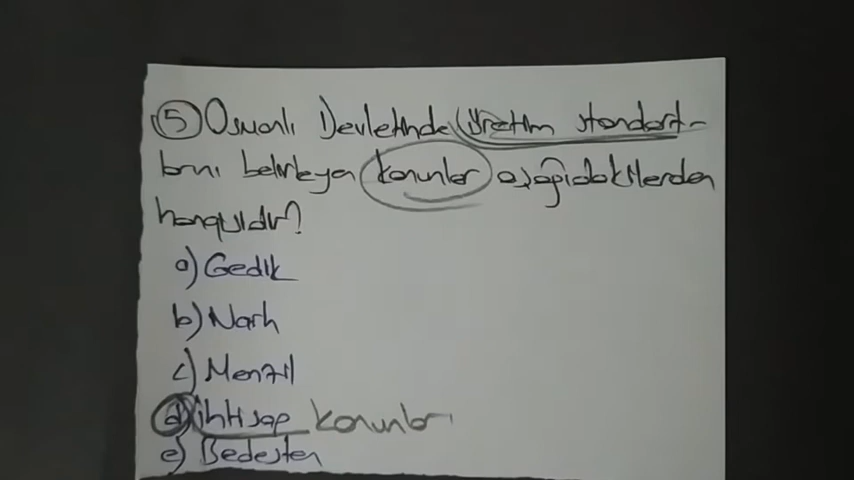 5 Osmanlı Devletinde üretim standart-
larını belirleyen kanunlar aşağıdakilerden
hangisidir?
a) Gedik
b) Narh
c) Menzil
d) ihtisap kanunları
e) Bedesten